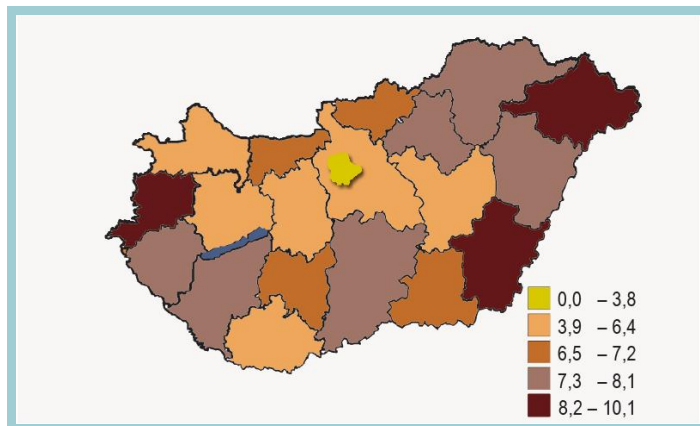 0,0 – 3,8
3,9 – 6,4
6,5 – 7,2
7,3 – 8,1
8,2 – 10,1